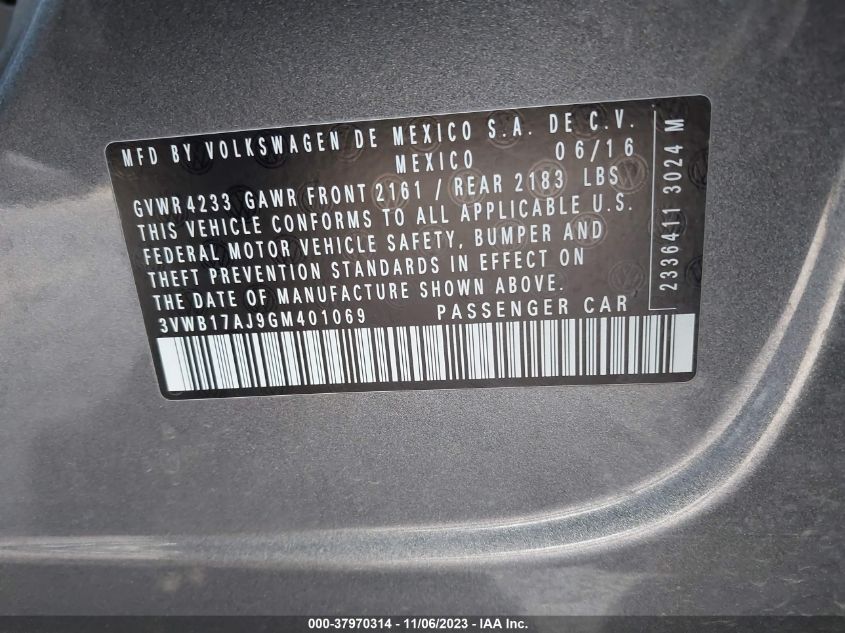 MFD BY VOLKSWAGEN DE MEXICO S.A. DE C.V.
MEXICO 06/16
GVWR 4233 GAWR FRONT 2161 / REAR 2183 LBS
THIS VEHICLE CONFORMS TO ALL APPLICABLE U.S.
FEDERAL MOTOR VEHICLE SAFETY, BUMPER AND
THEFT PREVENTION STANDARDS IN EFFECT ON
THE DATE OF MANUFACTURE SHOWN ABOVE.
3VWB17AJ9GM401069 PASSENGER CAR
2336411 3024 M
000-37970314 - 11/06/2023 - IAA Inc.